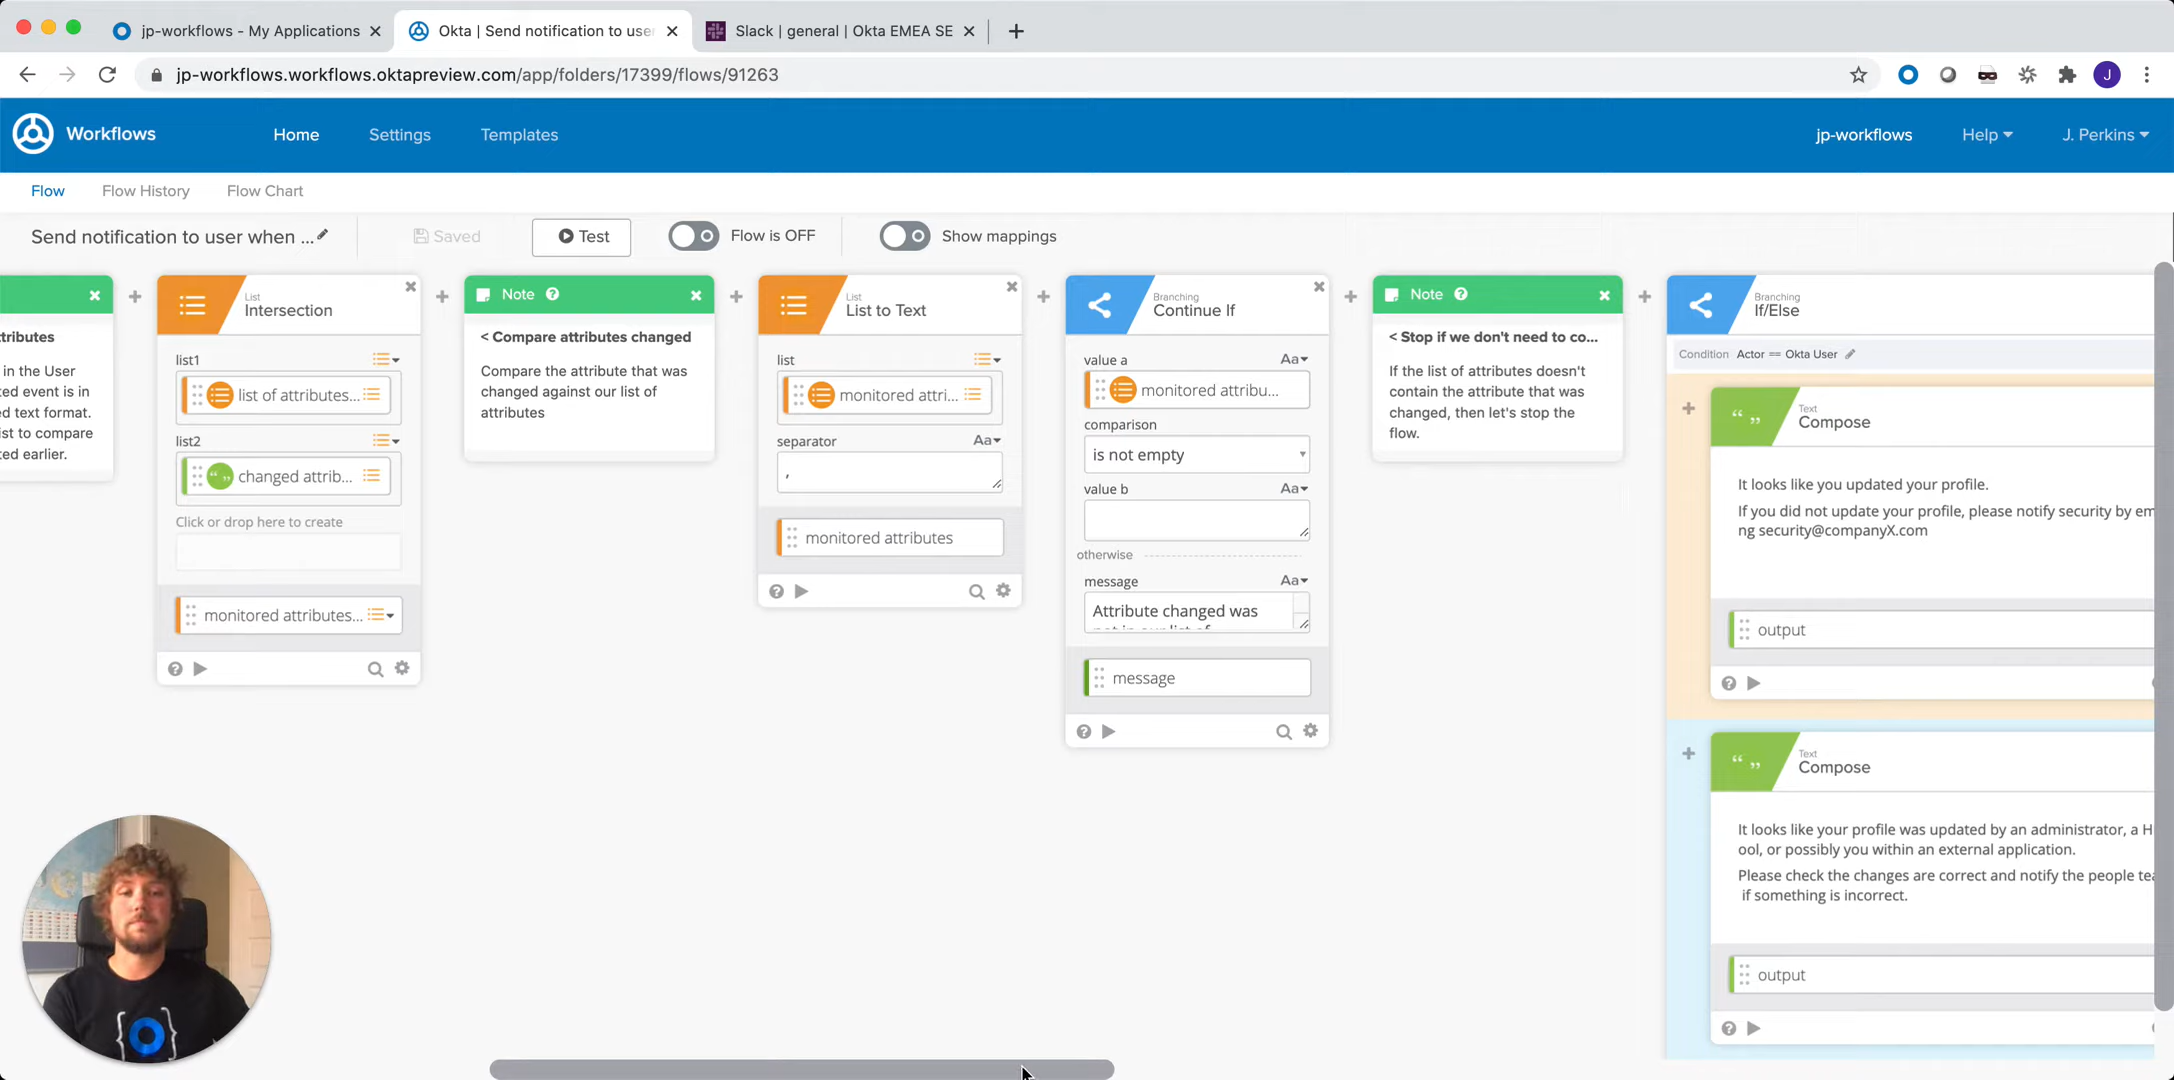 jp-workflows - My Applications
Okta | Send notification to use
Slack | general | Okta EMEA SE
jp-workflows.workflows.oktapreview.com/app/folders/17399/flows/91263
J
Workflows
Home
Settings
Templates
jp-workflows
Help
J. Perkins
Flow
Flow History
Flow Chart
Send notification to user when ...
Saved
Test
Flow is OFF
Show mappings
tributes
in the User
ted event is in
ed text format.
ist to compare
ted earlier.
List
Intersection
list1
list of attributes...
list2
changed attrib...
Click or drop here to create
monitored attributes...
Note
< Compare attributes changed
Compare the attribute that was
changed against our list of
attributes
List
List to Text
list
monitored attri...
separator
Aa
,
monitored attributes
Branching
Continue If
value a
Aa
monitored attribu...
comparison
is not empty
value b
Aa
otherwise
message
Aa
Attribute changed was
not in our list of
message
Note
< Stop if we don't need to co...
If the list of attributes doesn't
contain the attribute that was
changed, then let's stop the
flow.
Branching
If/Else
Condition Actor == Okta User
Text
Compose
It looks like you updated your profile.
If you did not update your profile, please notify security by em
ng security@companyX.com
output
Text
Compose
It looks like your profile was updated by an administrator, a H
ool, or possibly you within an external application.
Please check the changes are correct and notify the people tea
if something is incorrect.
output